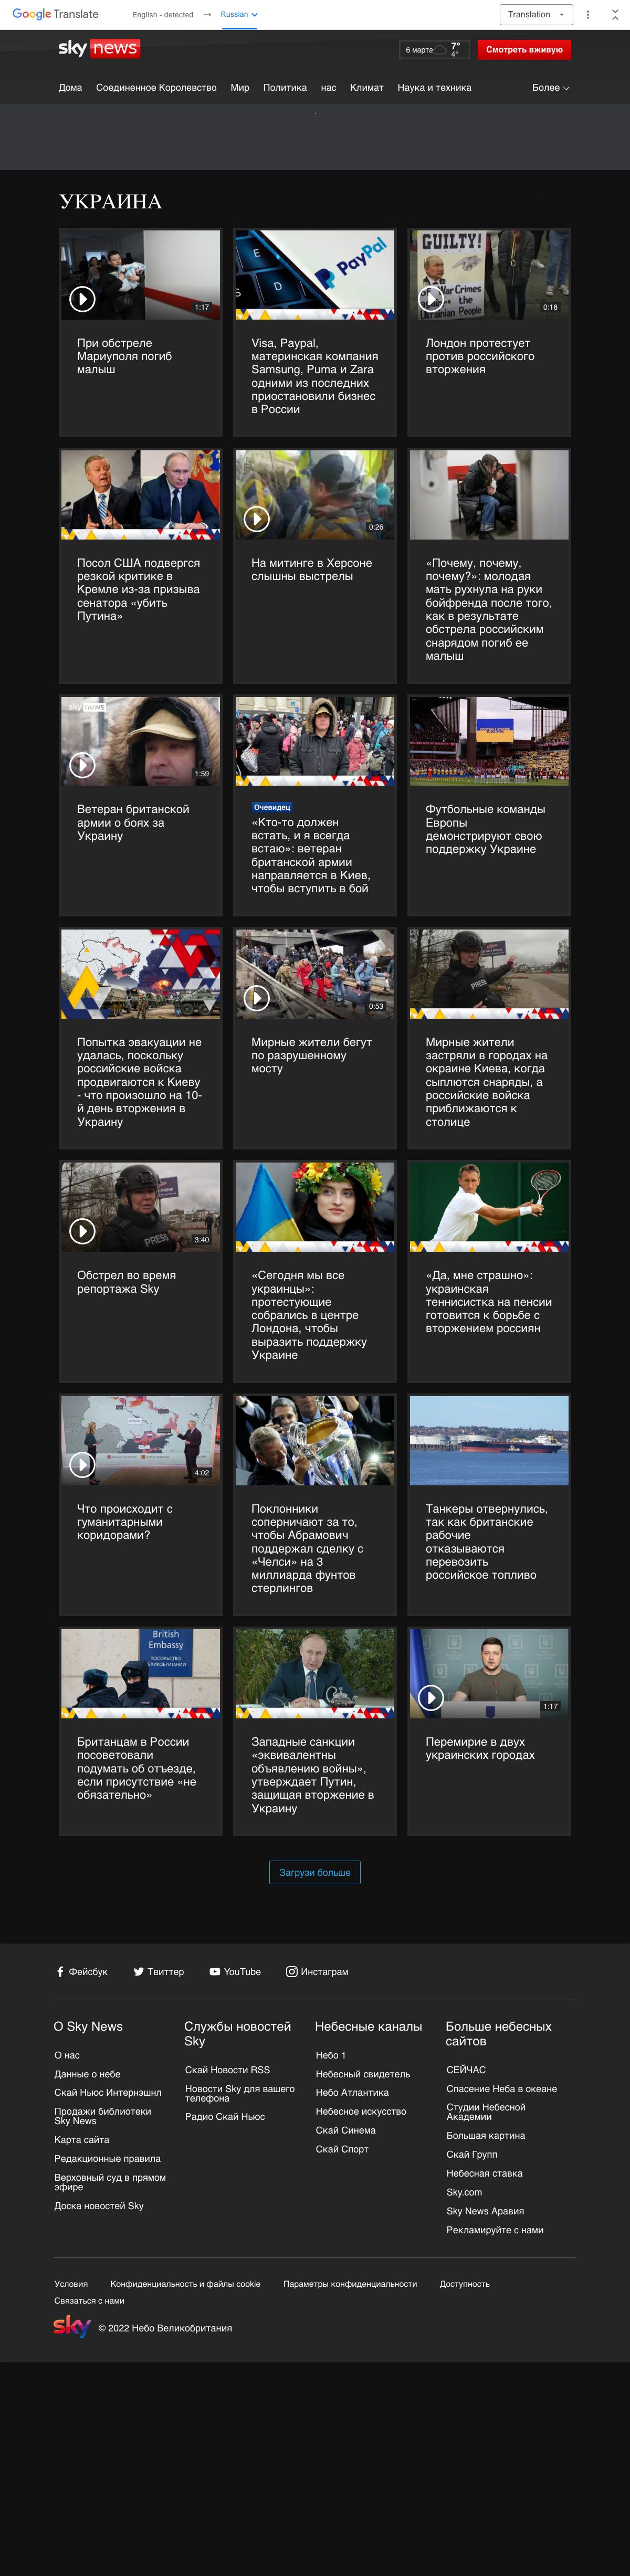 Google Translate
English - detected → Russian
Translation
sky news
6 марта
7°
4°
Смотреть вживую
Дома Соединенное Королевство Мир Политика нас Климат Наука и техника Более
УКРАИНА
1:17
При обстреле
Мариуполя погиб
малыш
PayPal
Visa, Paypal,
материнская компания
Samsung, Puma и Zara
одними из последних
приостановили бизнес
в России
GUILTY!
War Crimes
the
Ukrainian People
0:18
Лондон протестует
против российского
вторжения
Посол США подвергся
резкой критике в
Кремле из-за призыва
сенатора «убить
Путина»
0:26
На митинге в Херсоне
слышны выстрелы
«Почему, почему,
почему?»: молодая
мать рухнула на руки
бойфренда после того,
как в результате
обстрела российским
снарядом погиб ее
малыш
sky news
1:59
Ветеран британской
армии о боях за
Украину
Очевидец
«Кто-то должен
встать, и я всегда
встаю»: ветеран
британской армии
направляется в Киев,
чтобы вступить в бой
Футбольные команды
Европы
демонстрируют свою
поддержку Украине
Попытка эвакуации не
удалась, поскольку
российские войска
продвигаются к Киеву
- что произошло на 10-
й день вторжения в
Украину
0:53
Мирные жители бегут
по разрушенному
мосту
PRESS
Мирные жители
застряли в городах на
окраине Киева, когда
сыплются снаряды, а
российские войска
приближаются к
столице
PRESS
3:40
Обстрел во время
репортажа Sky
«Сегодня мы все
украинцы»:
протестующие
собрались в центре
Лондона, чтобы
выразить поддержку
Украине
«Да, мне страшно»:
украинская
теннисистка на пенсии
готовится к борьбе с
вторжением россиян
4:02
Что происходит с
гуманитарными
коридорами?
Поклонники
соперничают за то,
чтобы Абрамович
поддержал сделку с
«Челси» на 3
миллиарда фунтов
стерлингов
Танкеры отвернулись,
так как британские
рабочие
отказываются
перевозить
российское топливо
British
Embassy
ПОСОЛЬСТВО
ВЕЛИКОБРИТАНИИ
Британцам в России
посоветовали
подумать об отъезде,
если присутствие «не
обязательно»
Западные санкции
«эквивалентны
объявлению войны»,
утверждает Путин,
защищая вторжение в
Украину
1:17
Перемирие в двух
украинских городах
Загрузи больше
Фейсбук Твиттер YouTube Инстаграм
О Sky News
О нас
Данные о небе
Скай Ньюс Интернэшнл
Продажи библиотеки
Sky News
Карта сайта
Редакционные правила
Верховный суд в прямом
эфире
Доска новостей Sky
Службы новостей
Sky
Скай Новости RSS
Новости Sky для вашего
телефона
Радио Скай Ньюс
Небесные каналы
Небо 1
Небесный свидетель
Небо Атлантика
Небесное искусство
Скай Синема
Скай Спорт
Больше небесных
сайтов
СЕЙЧАС
Спасение Неба в океане
Студии Небесной
Академии
Большая картина
Скай Групп
Небесная ставка
Sky.com
Sky News Аравия
Рекламируйте с нами
Условия Конфиденциальность и файлы cookie Параметры конфиденциальности Доступность
Связаться с нами
sky © 2022 Небо Великобритания